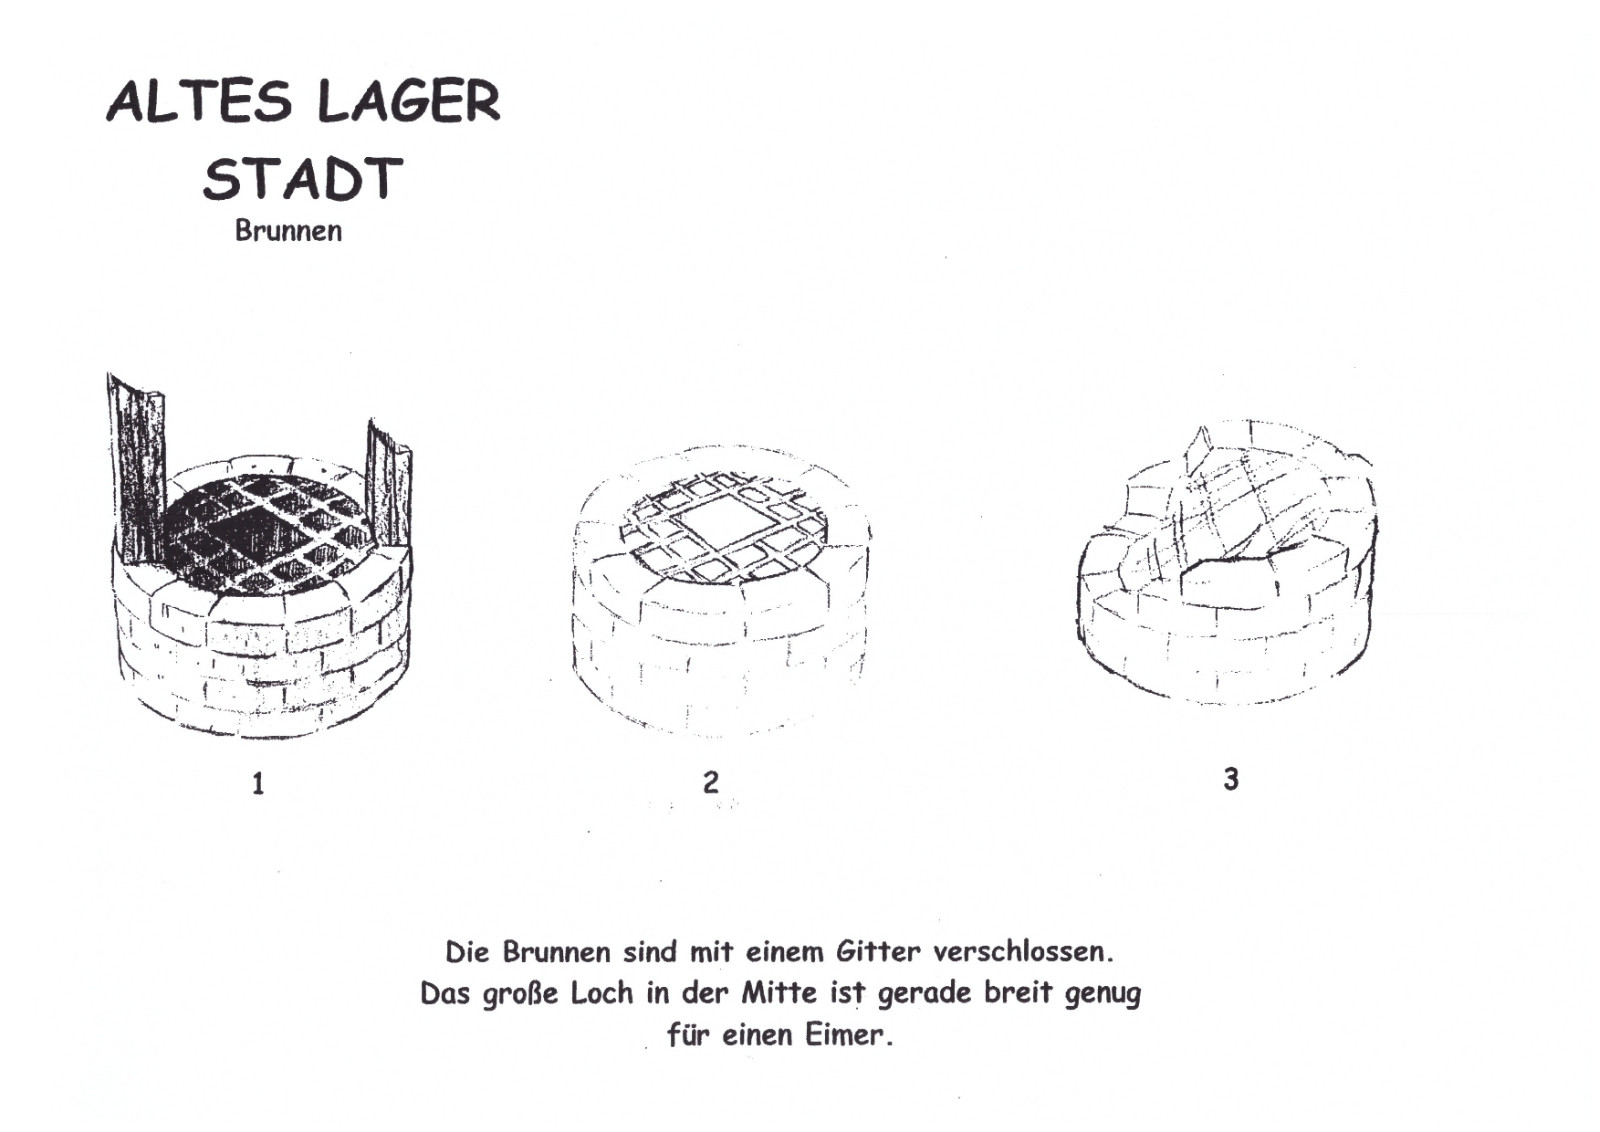 ALTES LAGER
STADT
Brunnen
1
2
3
Die Brunnen sind mit einem Gitter verschlossen.
Das große Loch in der Mitte ist gerade breit genug
für einen Eimer.